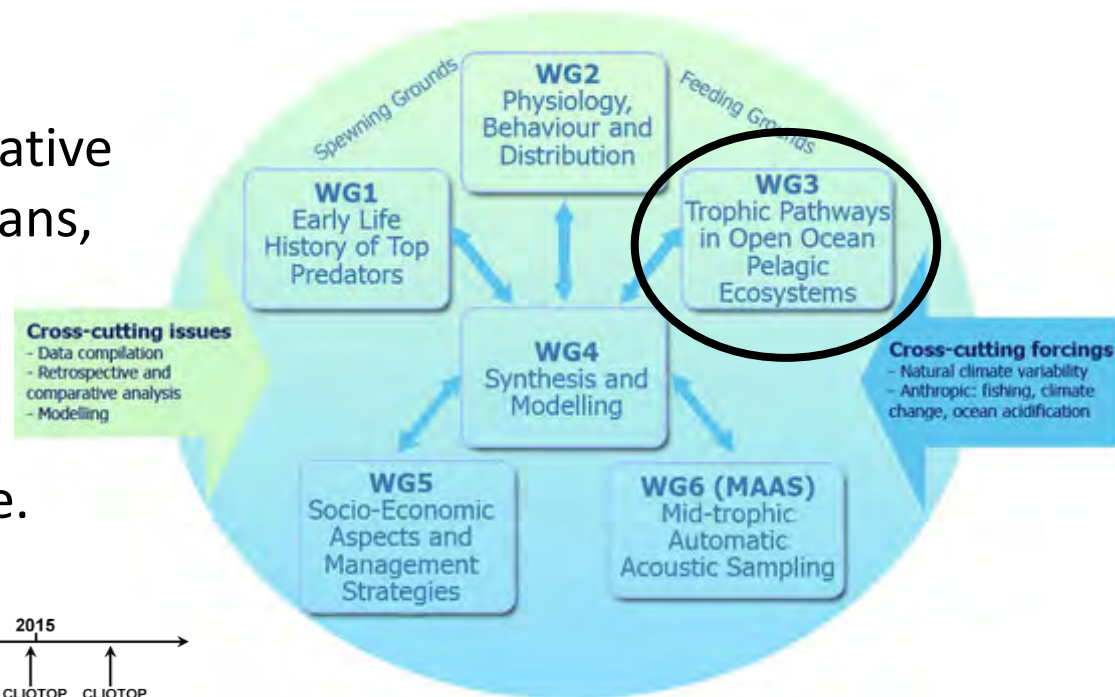 ative
ans,
e.
Spewning Grounds
Feeding Grounds
WG2
Physiology,
Behaviour and
Distribution
WG1
Early Life
History of Top
Predators
WG3
Trophic Pathways
in Open Ocean
Pelagic
Ecosystems
Cross-cutting issues
- Data compilation
- Retrospective and
comparative analysis
- Modelling
WG4
Synthesis and
Modelling
Cross-cutting forcings
- Natural climate variability
- Anthropic: fishing, climate
change, ocean acidification
WG5
Socio-Economic
Aspects and
Management
Strategies
WG6 (MAAS)
Mid-trophic
Automatic
Acoustic Sampling
2015
CLIOTOP CLIOTOP